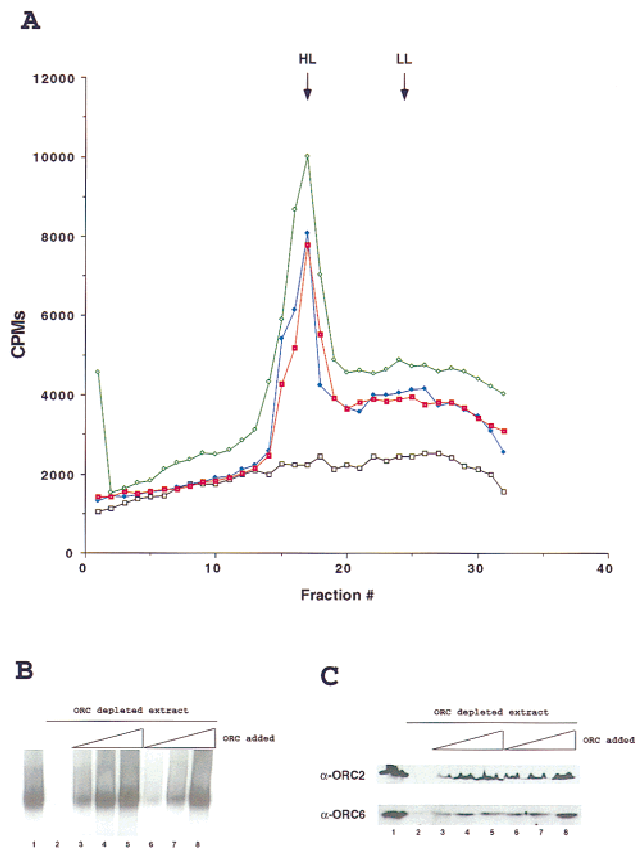 A
HL LL
12000
10000
8000
6000
4000
2000
0
CPMs
0 10 20 30 40
Fraction #
B
ORC depleted extract
ORC added
1 2 3 4 5 6 7 8
C
ORC depleted extract
ORC added
α-ORC2
α-ORC6
1 2 3 4 5 6 7 8